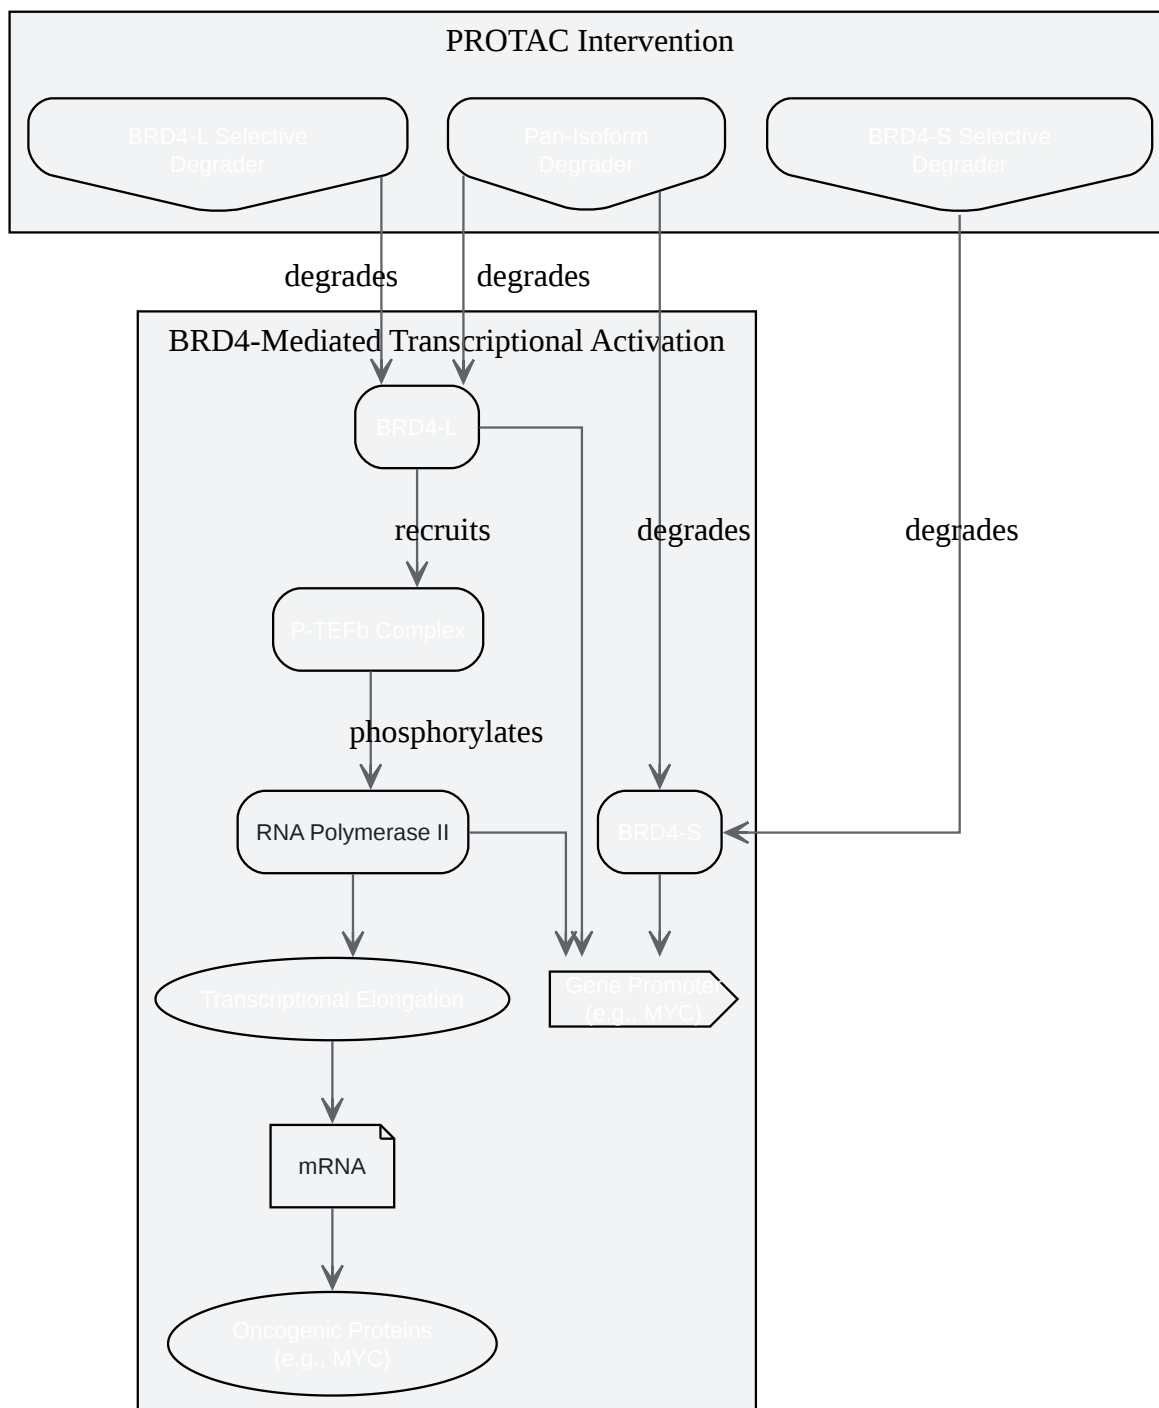 PROTAC Intervention
BRD4-L Selective
Degrader
Pan-Isoform
Degrader
BRD4-S Selective
Degrader
degrades
degrades
BRD4-Mediated Transcriptional Activation
BRD4-L
recruits
degrades
degrades
P-TEFb Complex
phosphorylates
RNA Polymerase II
BRD4-S
Transcriptional Elongation
Gene Promoter
(e.g., MYC)
mRNA
Oncogenic Proteins
(e.g., MYC)